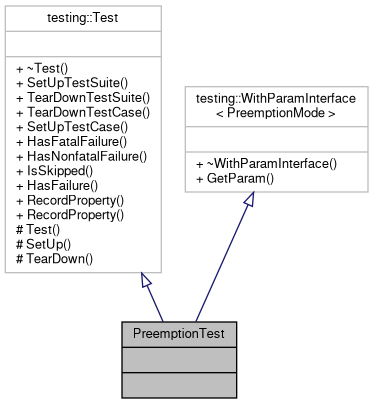 testing::Test
+ ~Test()
+ SetUpTestSuite()
+ TearDownTestSuite()
+ TearDownTestCase()
+ SetUpTestCase()
+ HasFatalFailure()
+ HasNonfatalFailure()
+ IsSkipped()
+ HasFailure()
+ RecordProperty()
+ RecordProperty()
# Test()
# SetUp()
# TearDown()
testing::WithParamInterface
< PreemptionMode >
+ ~WithParamInterface()
+ GetParam()
PreemptionTest